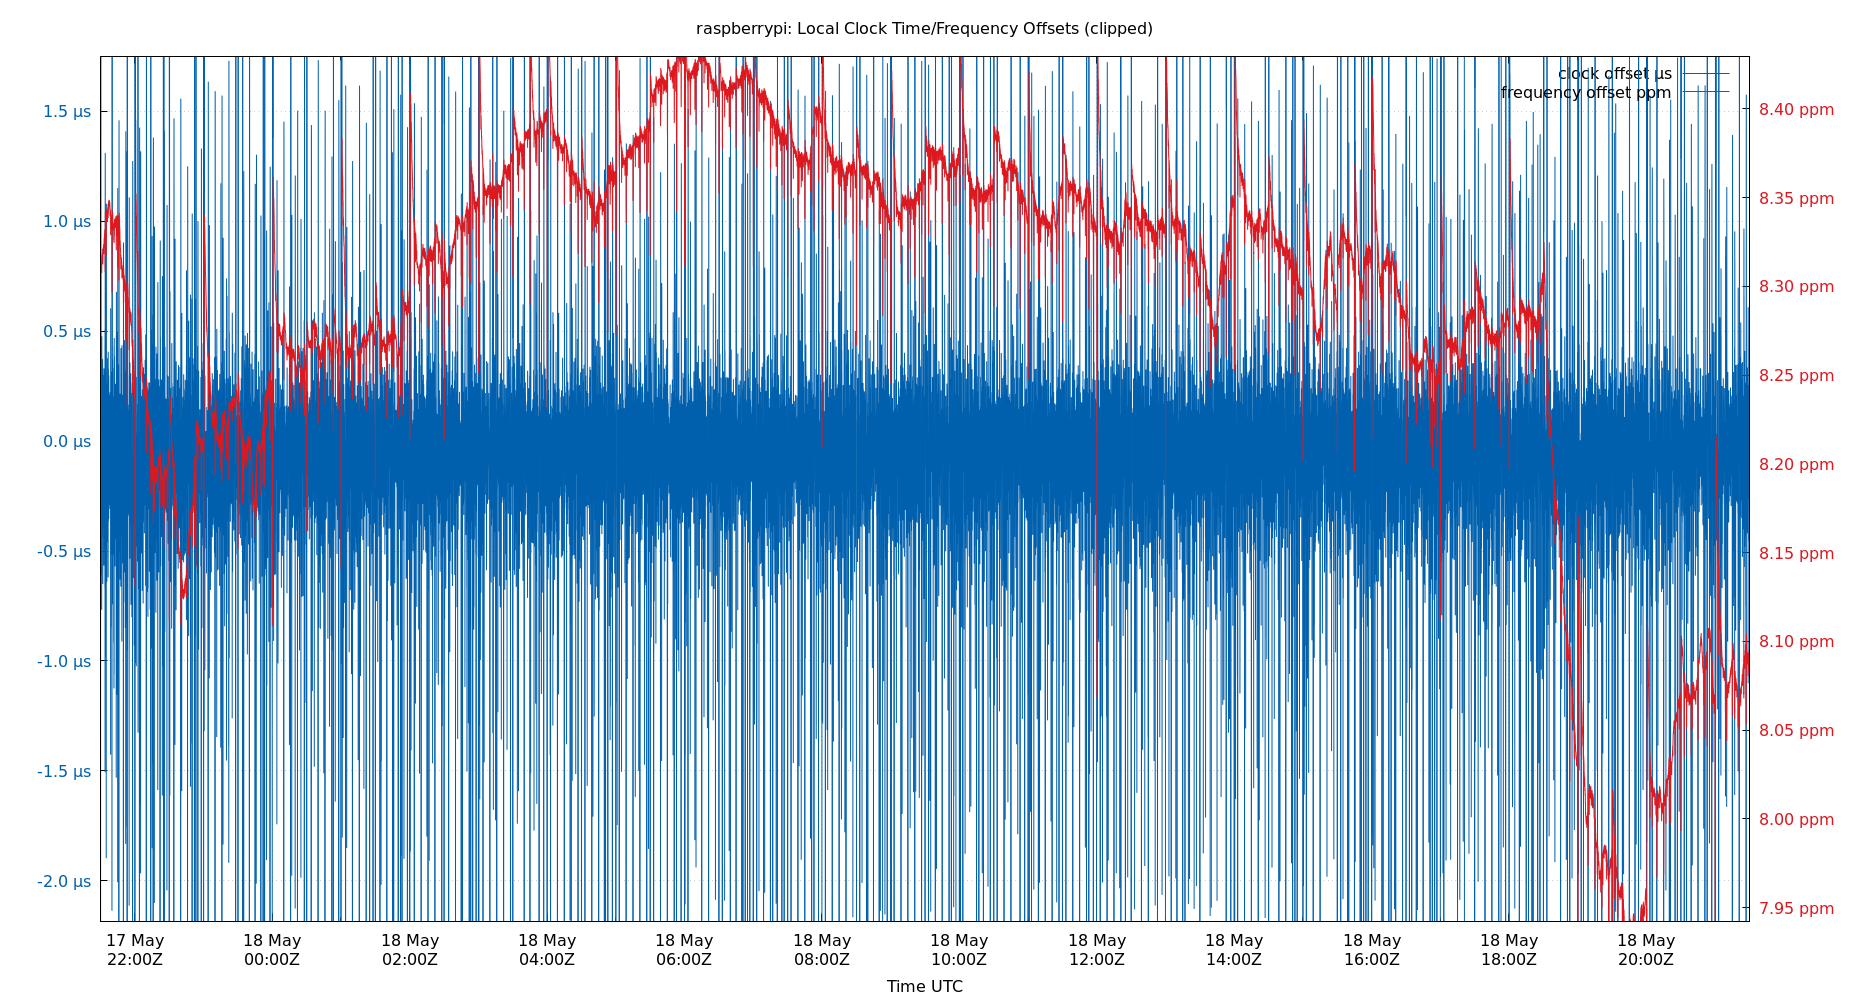 raspberrypi: Local Clock Time/Frequency Offsets (clipped)
clock offset µs
frequency offset ppm
1.5 µs
1.0 µs
0.5 µs
0.0 µs
-0.5 µs
-1.0 µs
-1.5 µs
-2.0 µs
8.40 ppm
8.35 ppm
8.30 ppm
8.25 ppm
8.20 ppm
8.15 ppm
8.10 ppm
8.05 ppm
8.00 ppm
7.95 ppm
17 May
22:00Z
18 May
00:00Z
18 May
02:00Z
18 May
04:00Z
18 May
06:00Z
18 May
08:00Z
18 May
10:00Z
18 May
12:00Z
18 May
14:00Z
18 May
16:00Z
18 May
18:00Z
18 May
20:00Z
Time UTC